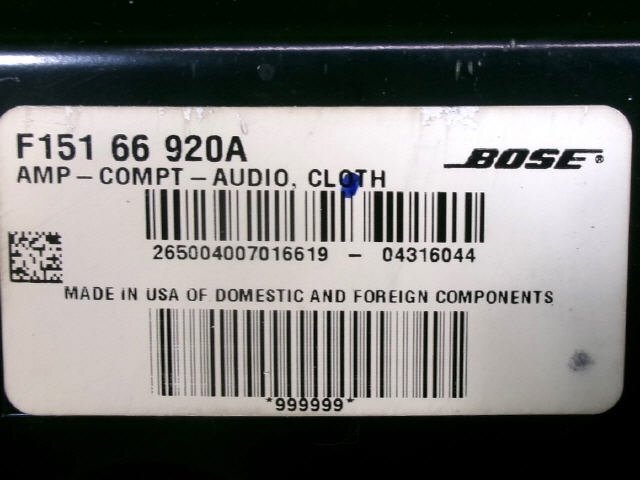 F151 66 920A
BOSE®
AMP-COMPT-AUDIO, CLOTH
265004007016619 - 04316044
MADE IN USA OF DOMESTIC AND FOREIGN COMPONENTS
*999999*